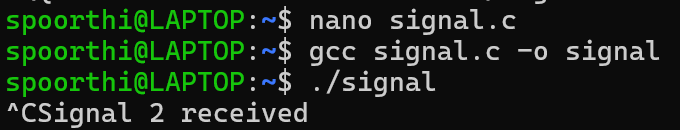 spoorthi@LAPTOP:~$ nano signal.c
spoorthi@LAPTOP:~$ gcc signal.c -o signal
spoorthi@LAPTOP:~$ ./signal
^CSignal 2 received